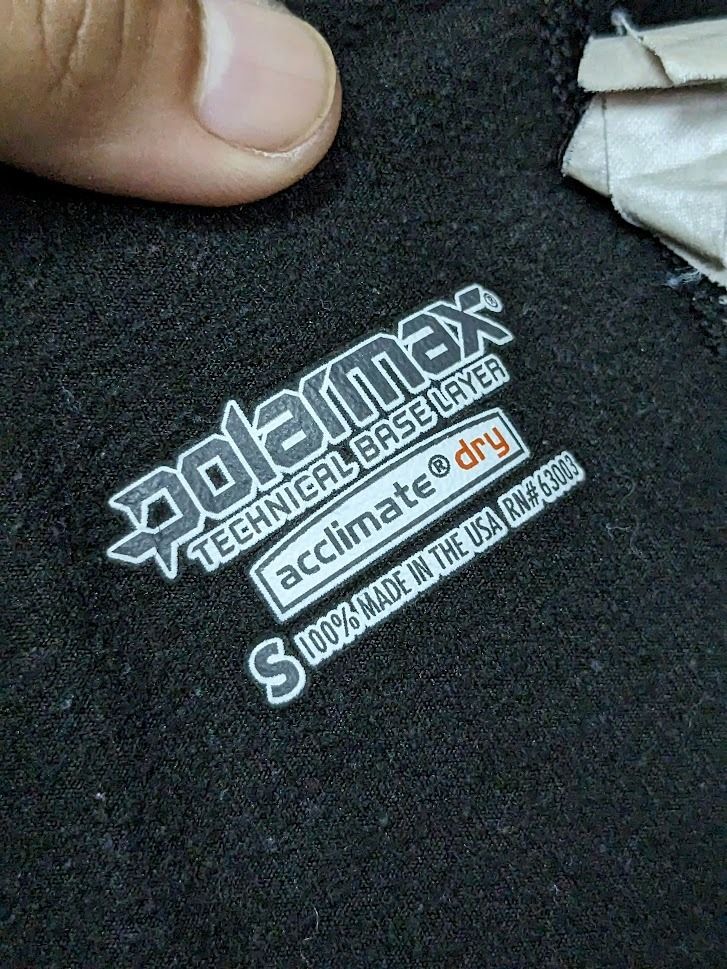 polarmax®
TECHNICAL BASE LAYER
acclimate® dry
S 100% MADE IN THE USA RN# 63003